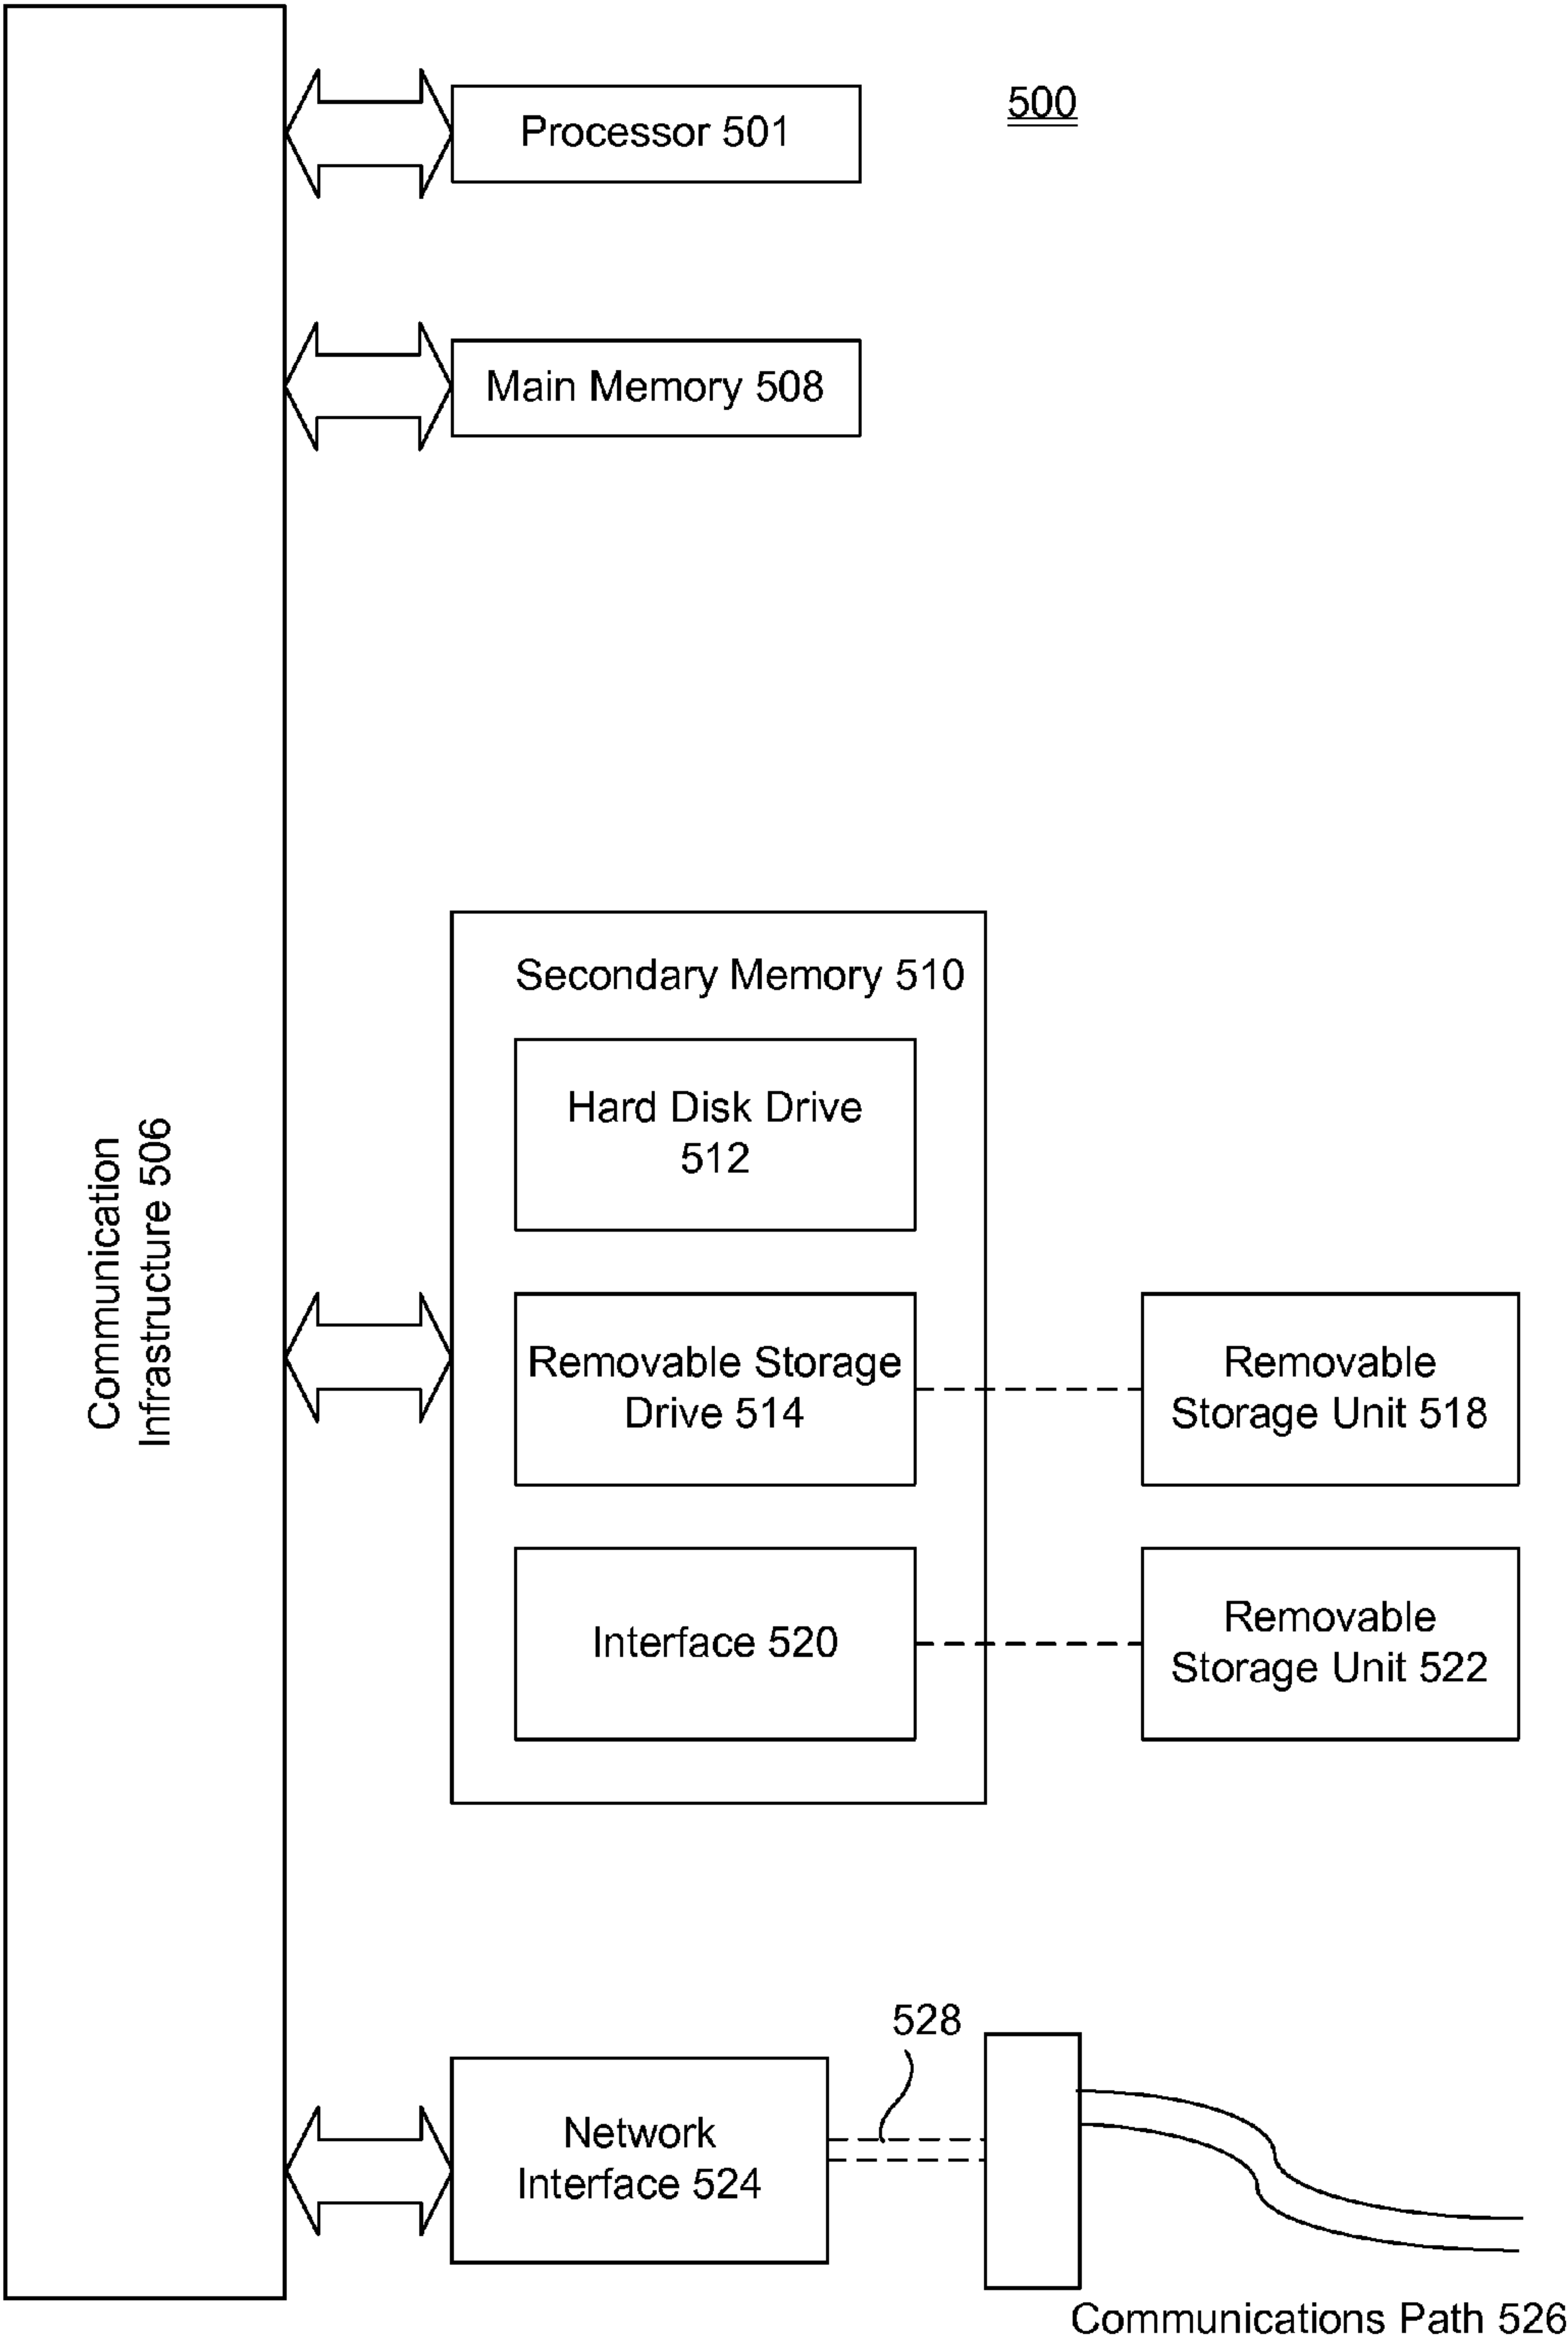 500
Processor 501
Main Memory 508
Communication
Infrastructure 506
Secondary Memory 510
Hard Disk Drive
512
Removable Storage
Drive 514
Removable
Storage Unit 518
Interface 520
Removable
Storage Unit 522
528
Network
Interface 524
Communications Path 526